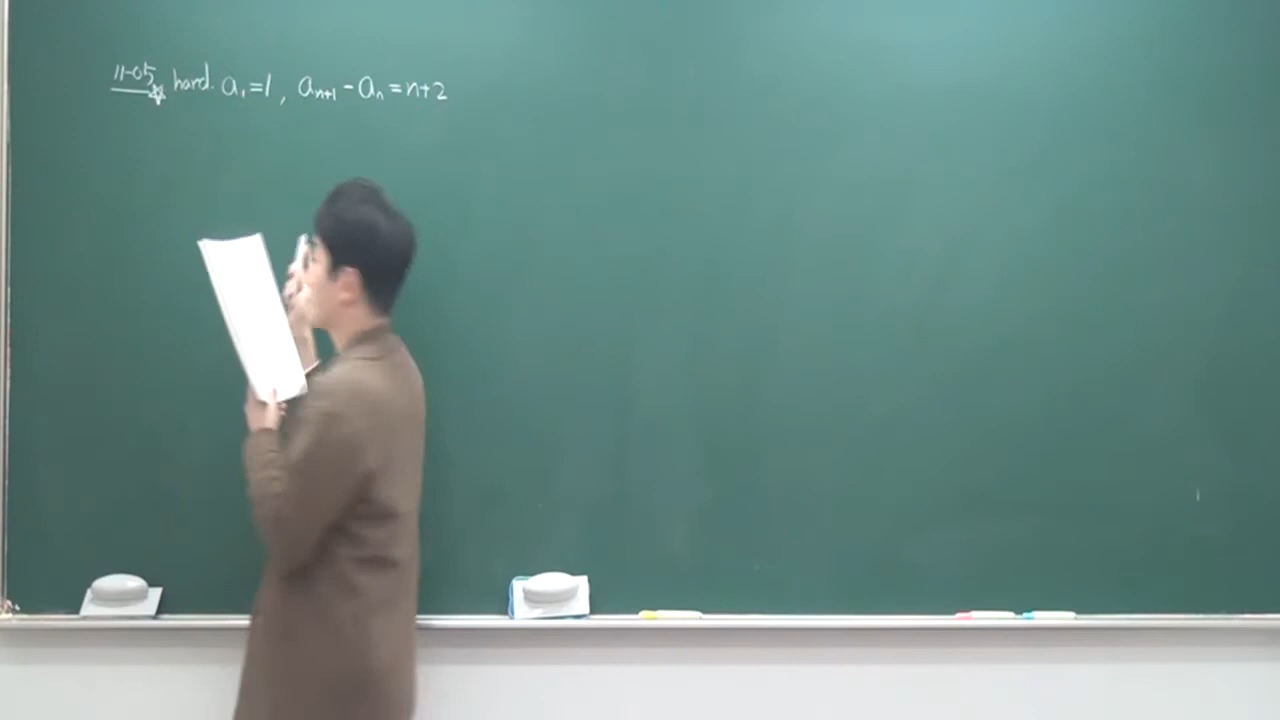 11-05 hard. a₁=1, aₙ₊₁-aₙ=n+2